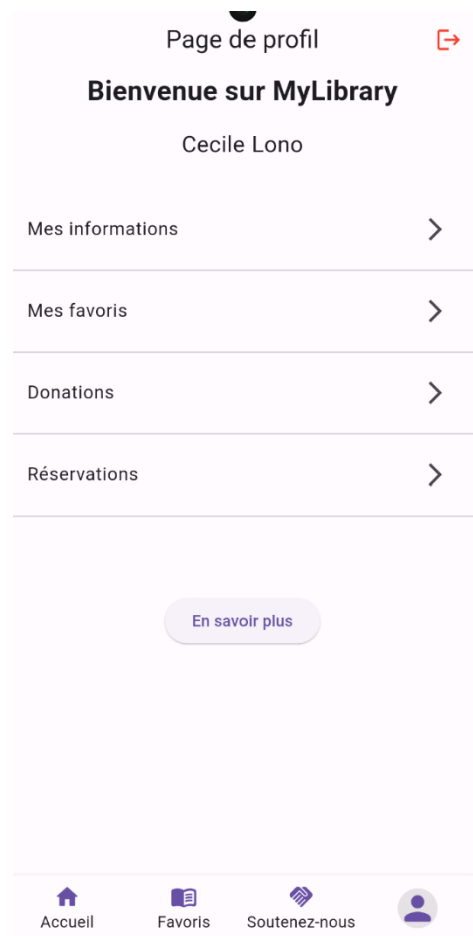 Page de profil
Bienvenue sur MyLibrary
Cecile Lono
Mes informations
Mes favoris
Donations
Réservations
En savoir plus
Accueil
Favoris
Soutenez-nous